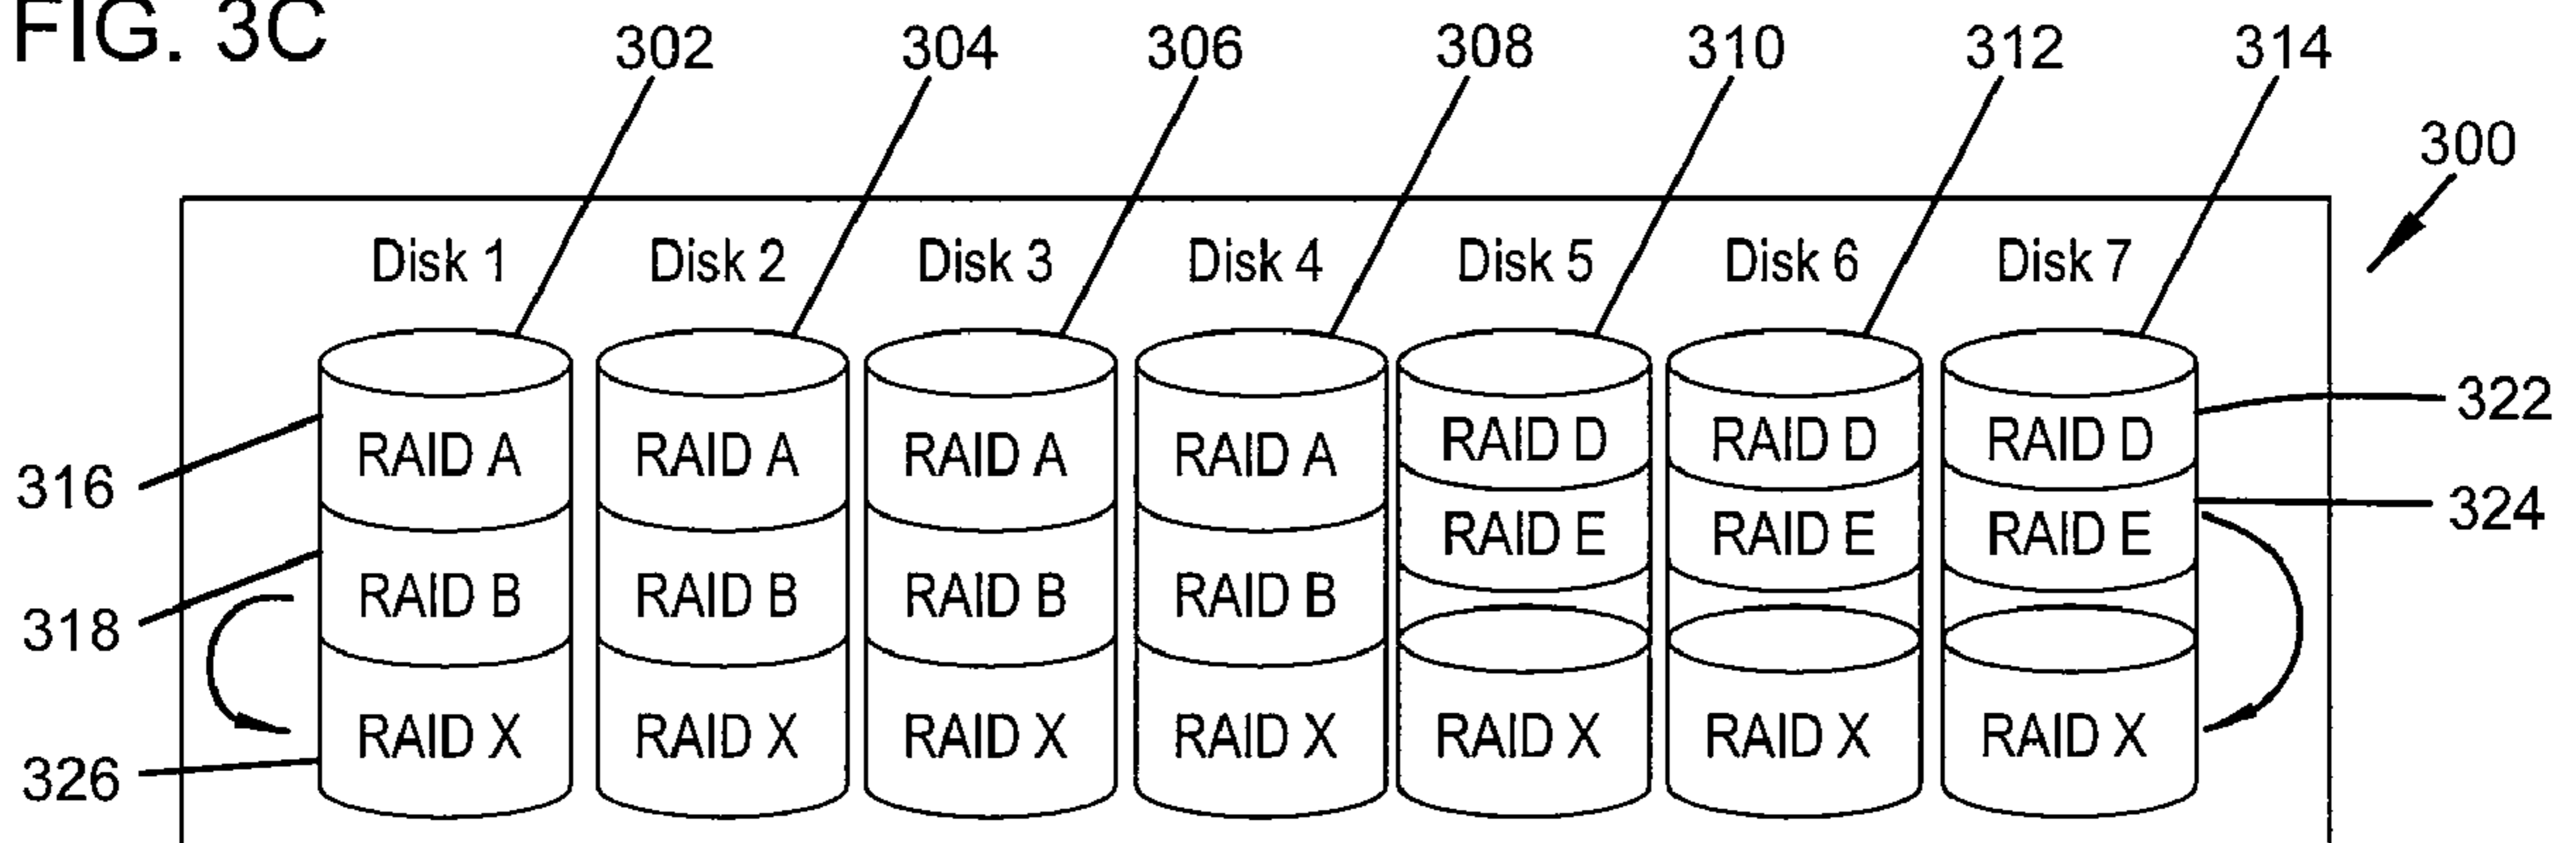 FIG. 3C
302 304 306 308 310 312 314
300
Disk 1 Disk 2 Disk 3 Disk 4 Disk 5 Disk 6 Disk 7
322
RAID A RAID A RAID A RAID A RAID D RAID D RAID D
316
324
RAID B RAID B RAID B RAID B RAID E RAID E RAID E
318
RAID X RAID X RAID X RAID X RAID X RAID X RAID X
326